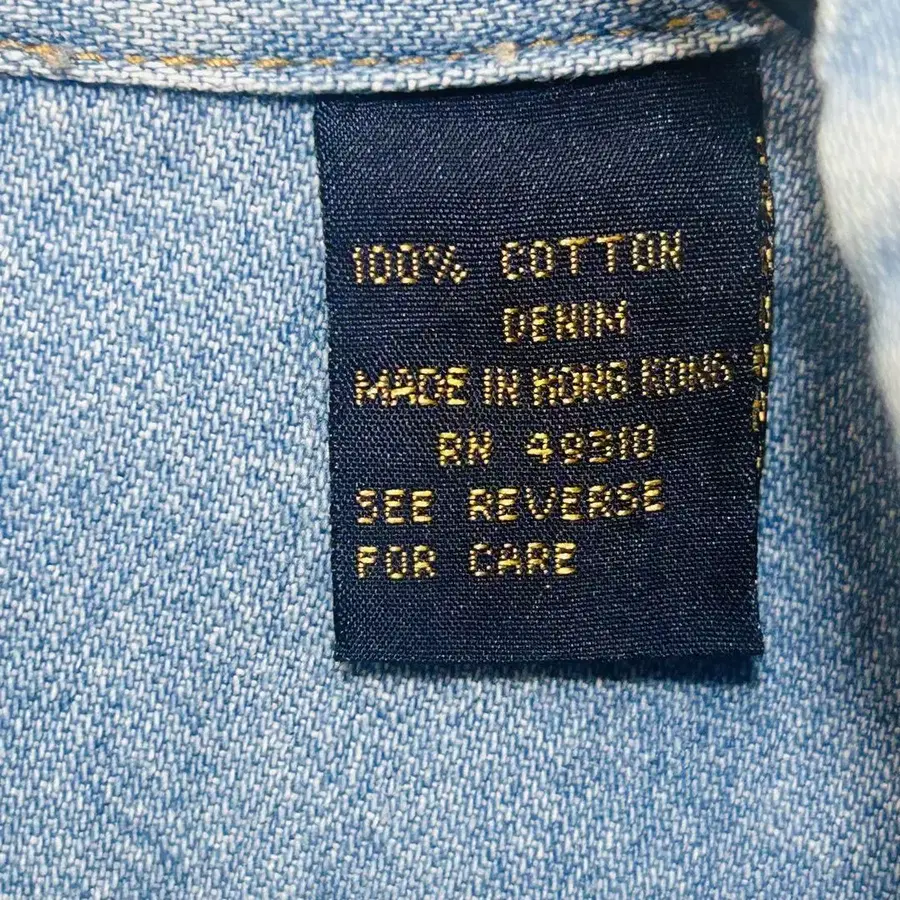 100% COTTON
DENIM
MADE IN HONG KONG
RN 49310
SEE REVERSE
FOR CARE